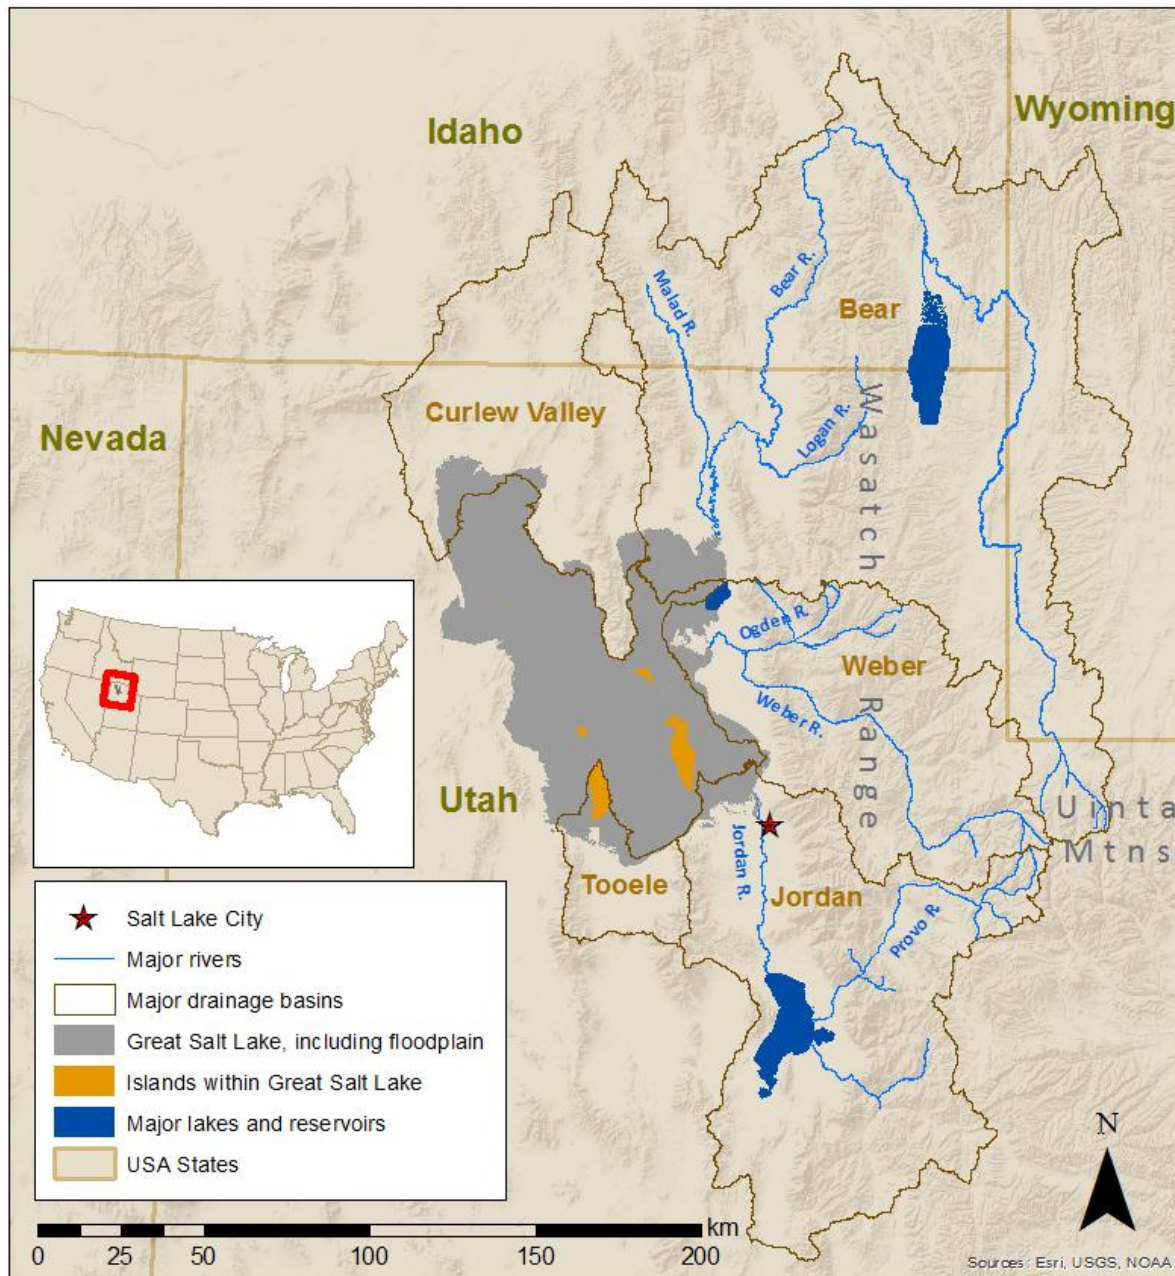 Idaho
Wyoming
Bear R.
Malad R.
Bear
Nevada
Curlew Valley
Logan R.
Wasatch
Range
Ogden R.
Weber
Weber R.
Utah
Uinta
Mtns
Jordan R.
Tooele
Jordan
Provo R.
Salt Lake City
Major rivers
Major drainage basins
Great Salt Lake, including floodplain
Islands within Great Salt Lake
Major lakes and reservoirs
USA States
N
km
0 25 50 100 150 200
Sources: Esri, USGS, NOAA